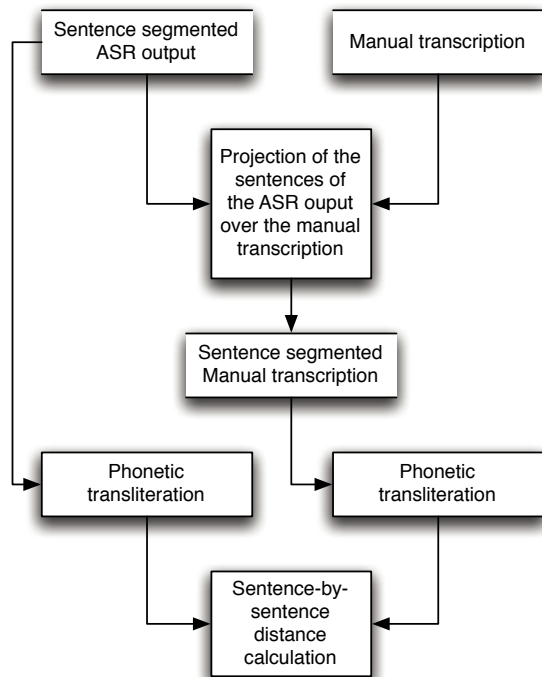 Sentence segmented
ASR output
Manual transcription
Projection of the
sentences of
the ASR ouput
over the manual
transcription
Sentence segmented
Manual transcription
Phonetic
transliteration
Phonetic
transliteration
Sentence-by-
sentence
distance
calculation